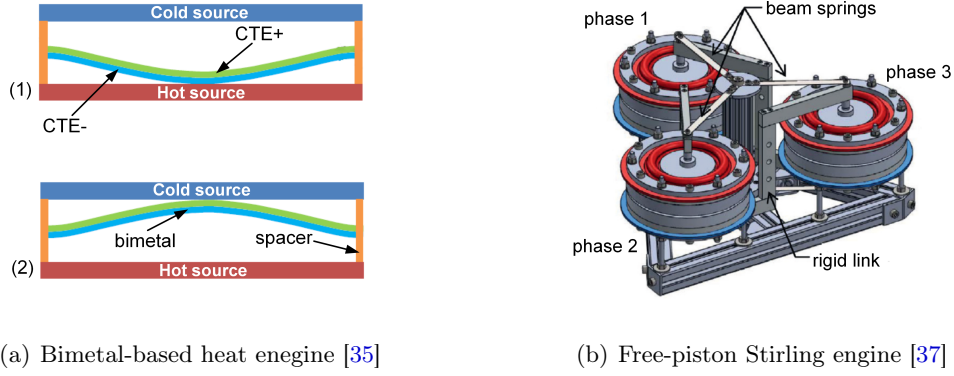 Cold source
CTE+
(1)
Hot source
CTE-
Cold source
bimetal
spacer
(2)
Hot source
phase 1
beam springs
phase 3
phase 2
rigid link
(a) Bimetal-based heat enegine [35]
(b) Free-piston Stirling engine [37]